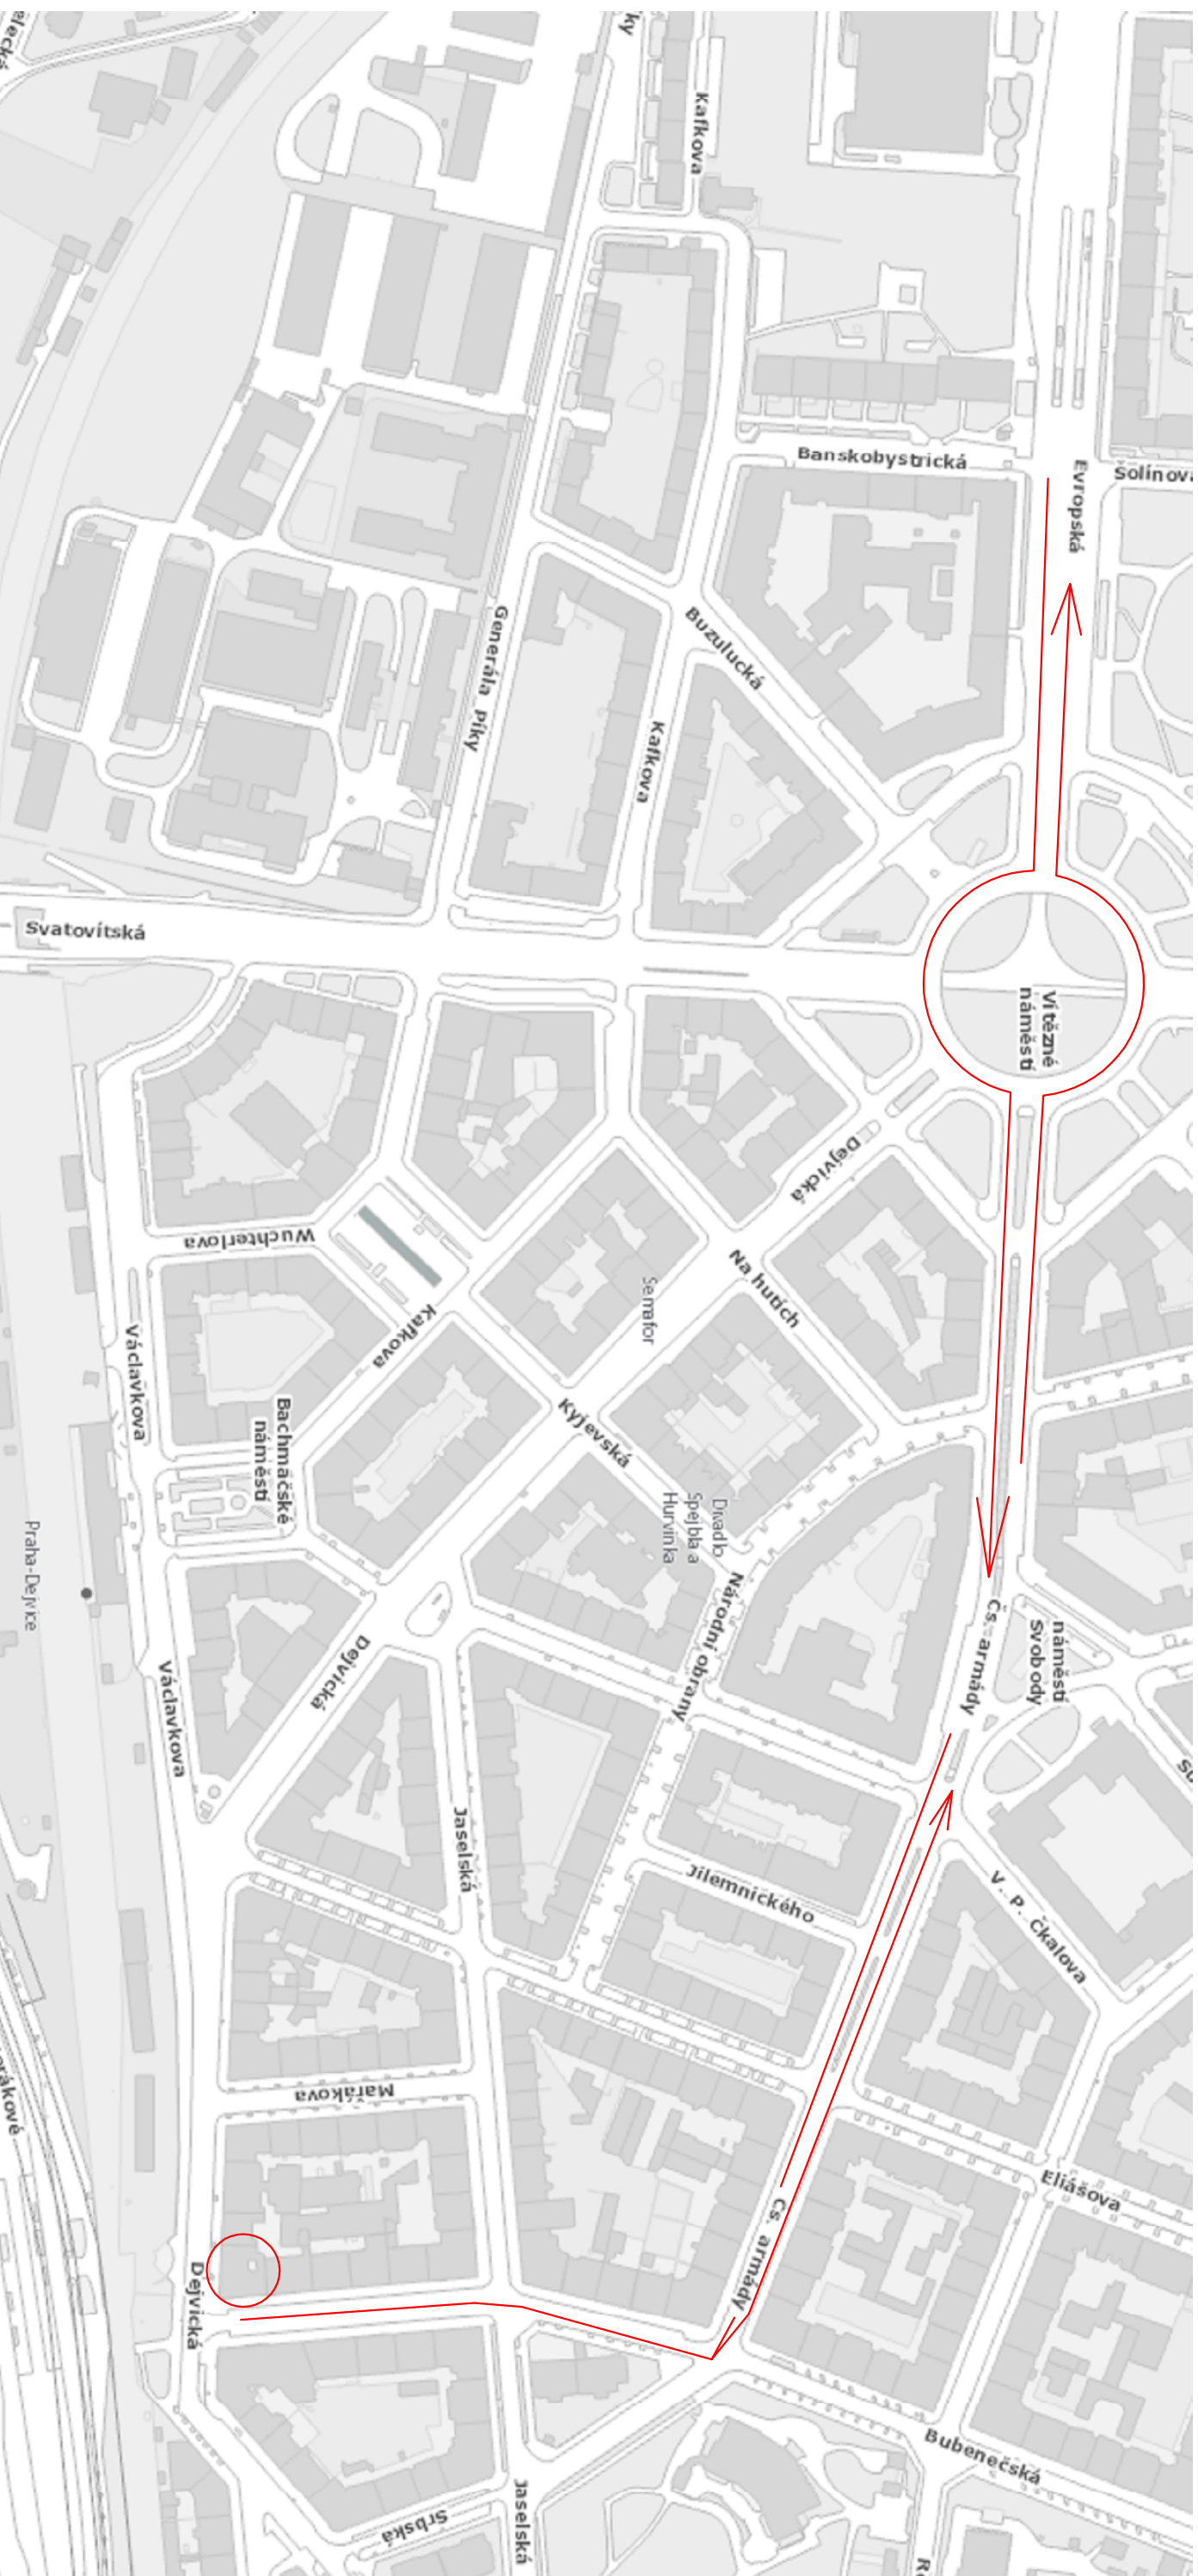 Kafkova
Banskobystrická
Evropská
Buzulucká
Generála Píky
Kafkova
Svatovítská
Vítězné
náměstí
Dejvická
Wuchterlova
Na hutích
Semafor
Kafkova
Václavkova
Kyjevská
Bachmačské
náměstí
Divadlo
Spejbla a
Hurvínka
Praha-Dejvice
Národní obrany
Čs. armády
náměstí
Svobody
Dejvická
Václavkova
Jaselská
Jilemnického
V. P. Čkalova
Mařákova
Eliášova
Čs. armády
Dejvická
Bubenečská
Srbská
Jaselská